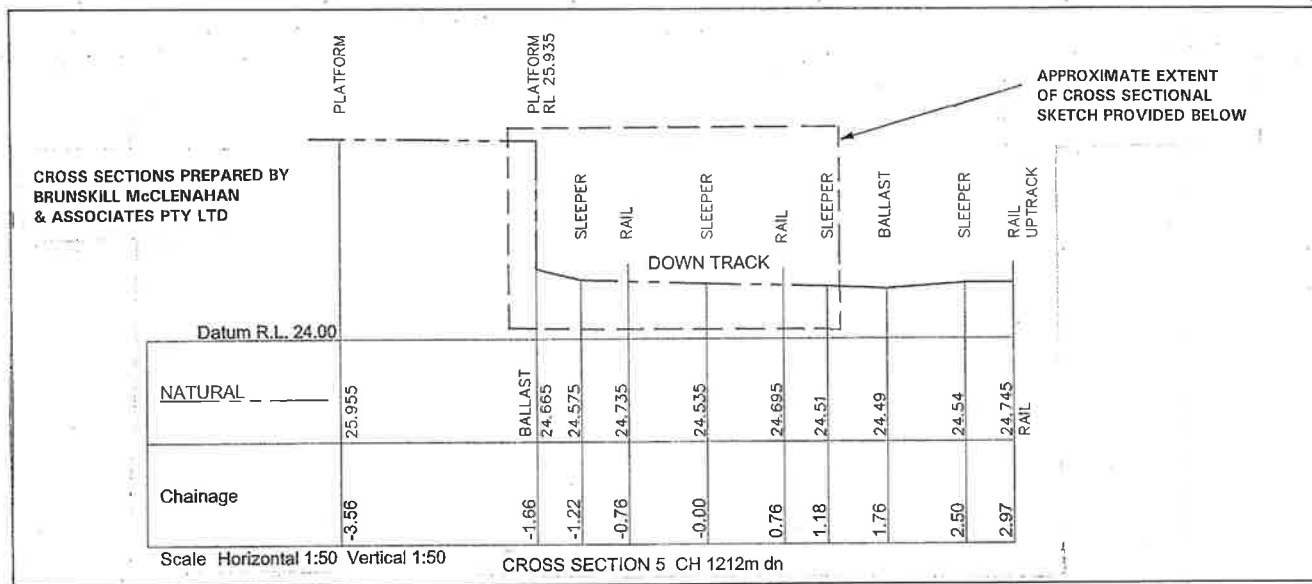 PLATFORM
PLATFORM
RL 25.935
APPROXIMATE EXTENT
OF CROSS SECTIONAL
SKETCH PROVIDED BELOW
CROSS SECTIONS PREPARED BY
BRUNSKILL McCLENAHAN
& ASSOCIATES PTY LTD
SLEEPER
RAIL
SLEEPER
RAIL
SLEEPER
BALLAST
SLEEPER
RAIL
UPTRACK
DOWN TRACK
Datum R.L. 24.00
NATURAL
25.955
BALLAST
24.665
24.575
24.735
24.535
24.695
24.51
24.49
24.54
24.745
RAIL
Chainage
-3.56
-1.66
-1.22
-0.76
-0.00
0.76
1.18
1.76
2.50
2.97
Scale Horizontal 1:50 Vertical 1:50
CROSS SECTION 5 CH 1212m dn